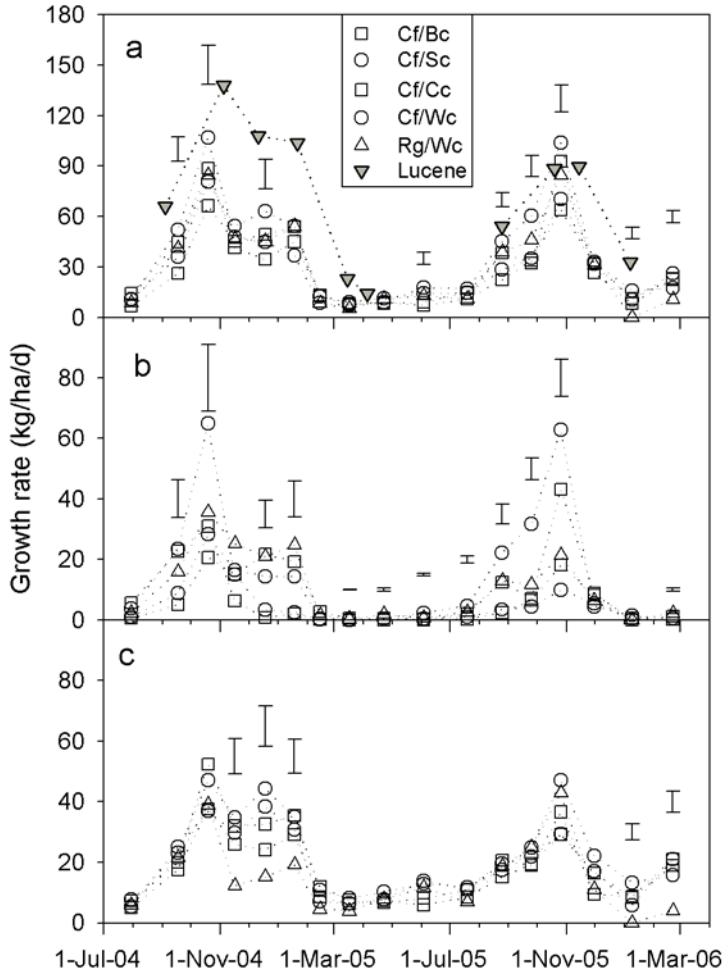 180
a
Cf/Bc
Cf/Sc
Cf/Cc
Cf/Wc
Rg/Wc
Lucene
150
120
90
60
30
0
b
80
60
40
20
0
c
80
60
40
20
0
Growth rate (kg/ha/d)
1-Jul-04 1-Nov-04 1-Mar-05 1-Jul-05 1-Nov-05 1-Mar-06